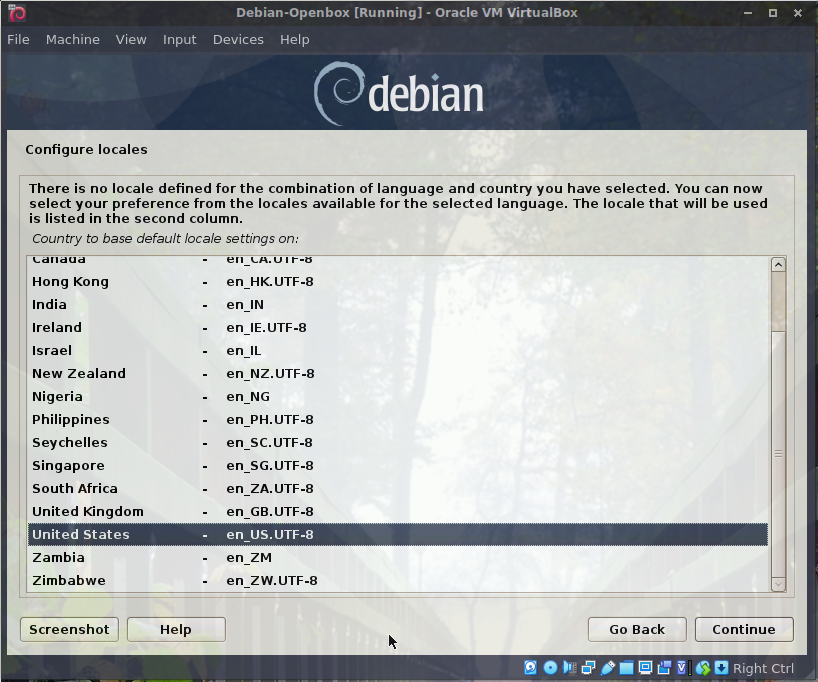 Debian-Openbox [Running] - Oracle VM VirtualBox
File Machine View Input Devices Help
debian
Configure locales
There is no locale defined for the combination of language and country you have selected. You can now
select your preference from the locales available for the selected language. The locale that will be used
is listed in the second column.
Country to base default locale settings on:
Canada - en_CA.UTF-8
Hong Kong - en_HK.UTF-8
India - en_IN
Ireland - en_IE.UTF-8
Israel - en_IL
New Zealand - en_NZ.UTF-8
Nigeria - en_NG
Philippines - en_PH.UTF-8
Seychelles - en_SC.UTF-8
Singapore - en_SG.UTF-8
South Africa - en_ZA.UTF-8
United Kingdom - en_GB.UTF-8
United States - en_US.UTF-8
Zambia - en_ZM
Zimbabwe - en_ZW.UTF-8
Screenshot Help Go Back Continue
Right Ctrl